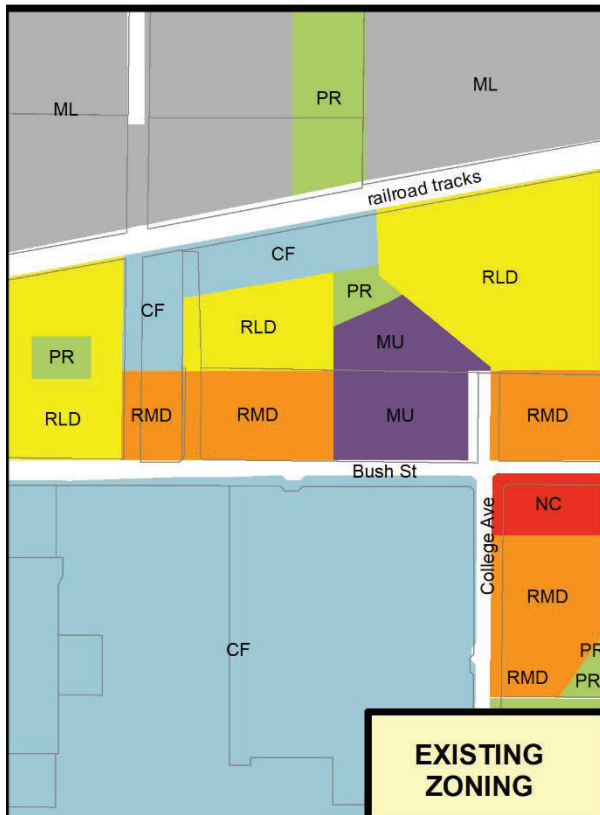 ML
PR
ML
railroad tracks
CF
RLD
CF
PR
RLD
MU
PR
RLD
RMD
RMD
MU
RMD
Bush St
College Ave
NC
RMD
CF
PR
RMD
PR
EXISTING
ZONING